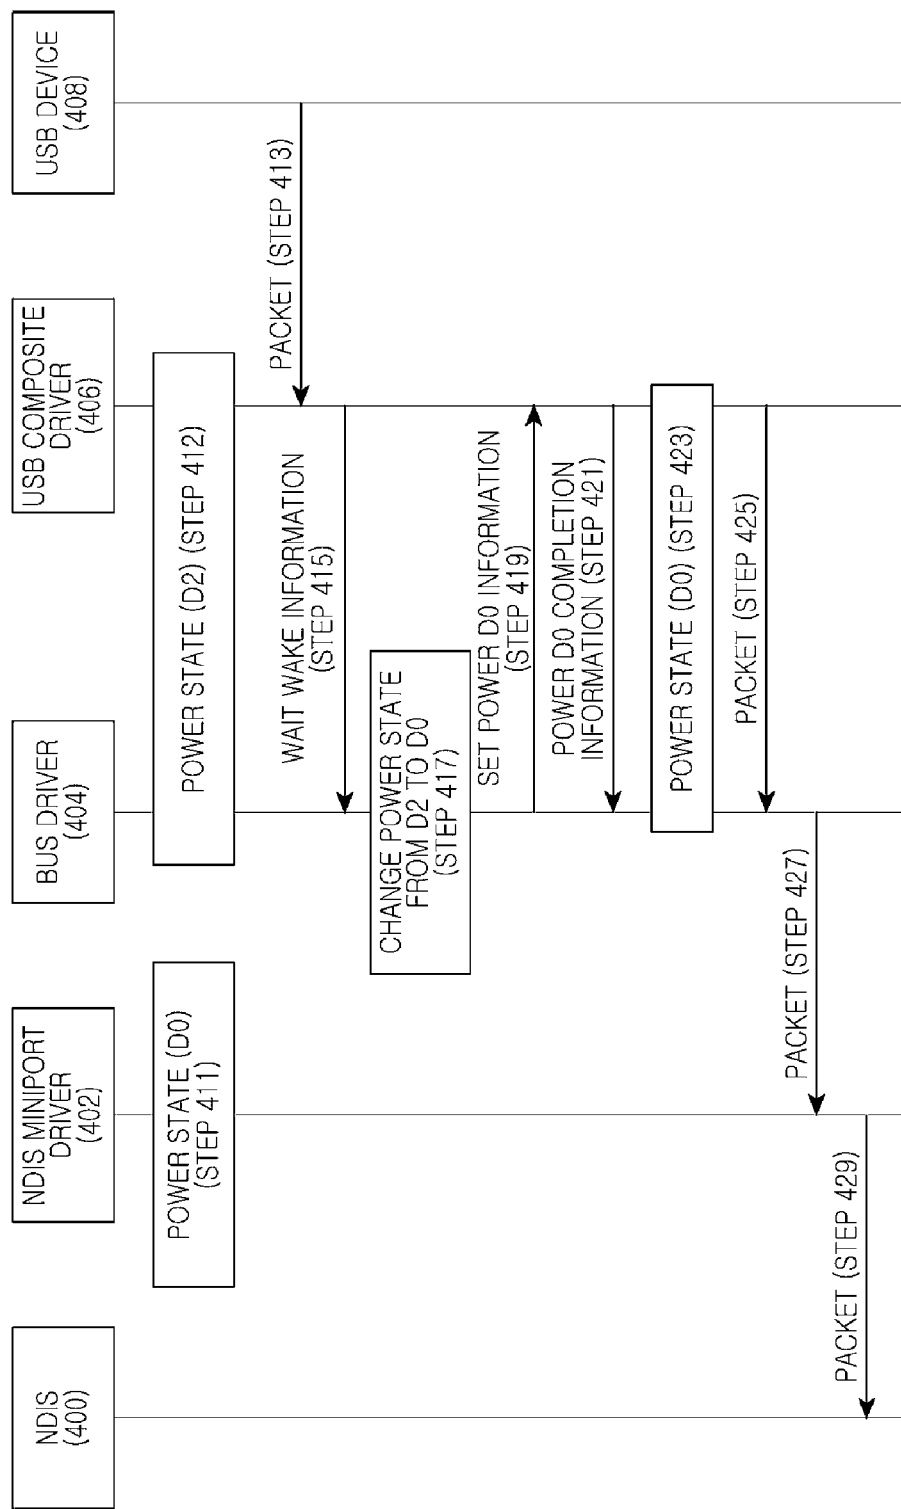 NDIS
(400)
NDIS MINIPORT
DRIVER
(402)
BUS DRIVER
(404)
USB COMPOSITE
DRIVER
(406)
USB DEVICE
(408)
POWER STATE (D0)
(STEP 411)
POWER STATE (D2) (STEP 412)
PACKET (STEP 413)
WAIT WAKE INFORMATION
(STEP 415)
CHANGE POWER STATE
FROM D2 TO D0
(STEP 417)
SET POWER D0 INFORMATION
(STEP 419)
POWER D0 COMPLETION
INFORMATION (STEP 421)
POWER STATE (D0) (STEP 423)
PACKET (STEP 425)
PACKET (STEP 427)
PACKET (STEP 429)